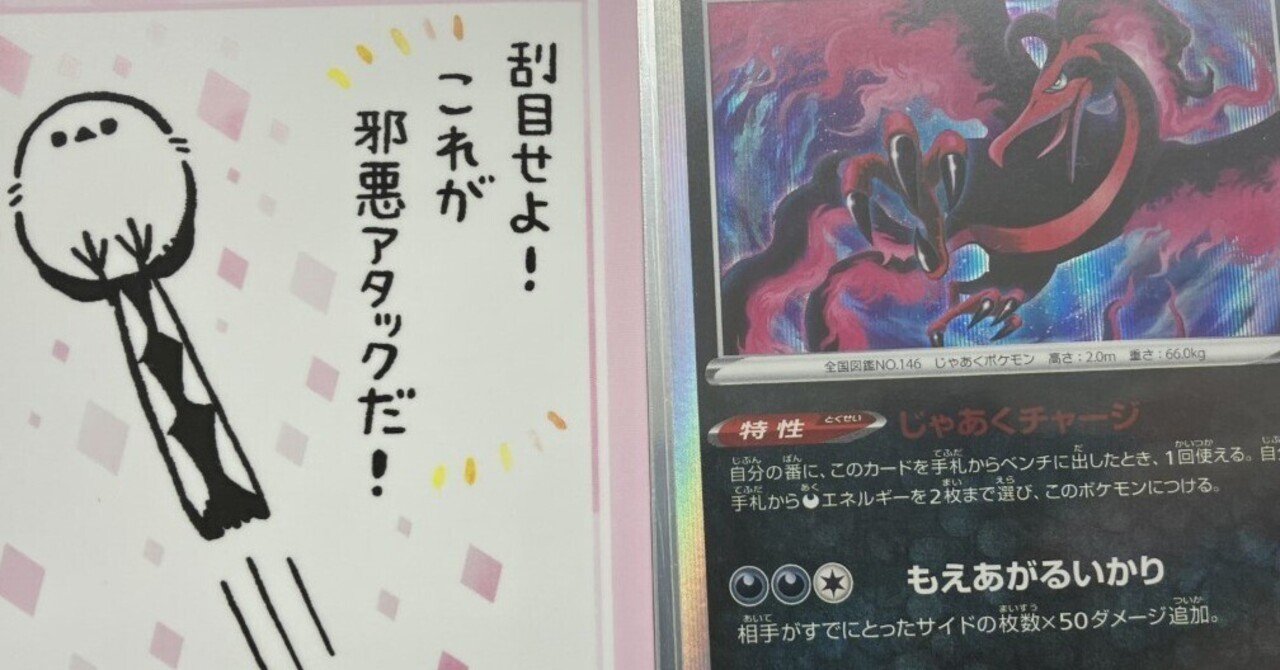 刮目せよ!
これが
邪悪アタックだ!
全国図鑑NO.146 じゃあくポケモン 高さ:2.0m 重さ:66.0kg
特性 とくせい じゃあくチャージ
自分の番に、このカードを手札からベンチに出したとき、1回使える。自
手札からエネルギーを2枚まで選び、このポケモンにつける。
もえあがるいかり
相手がすでにとったサイドの枚数×50ダメージ追加。